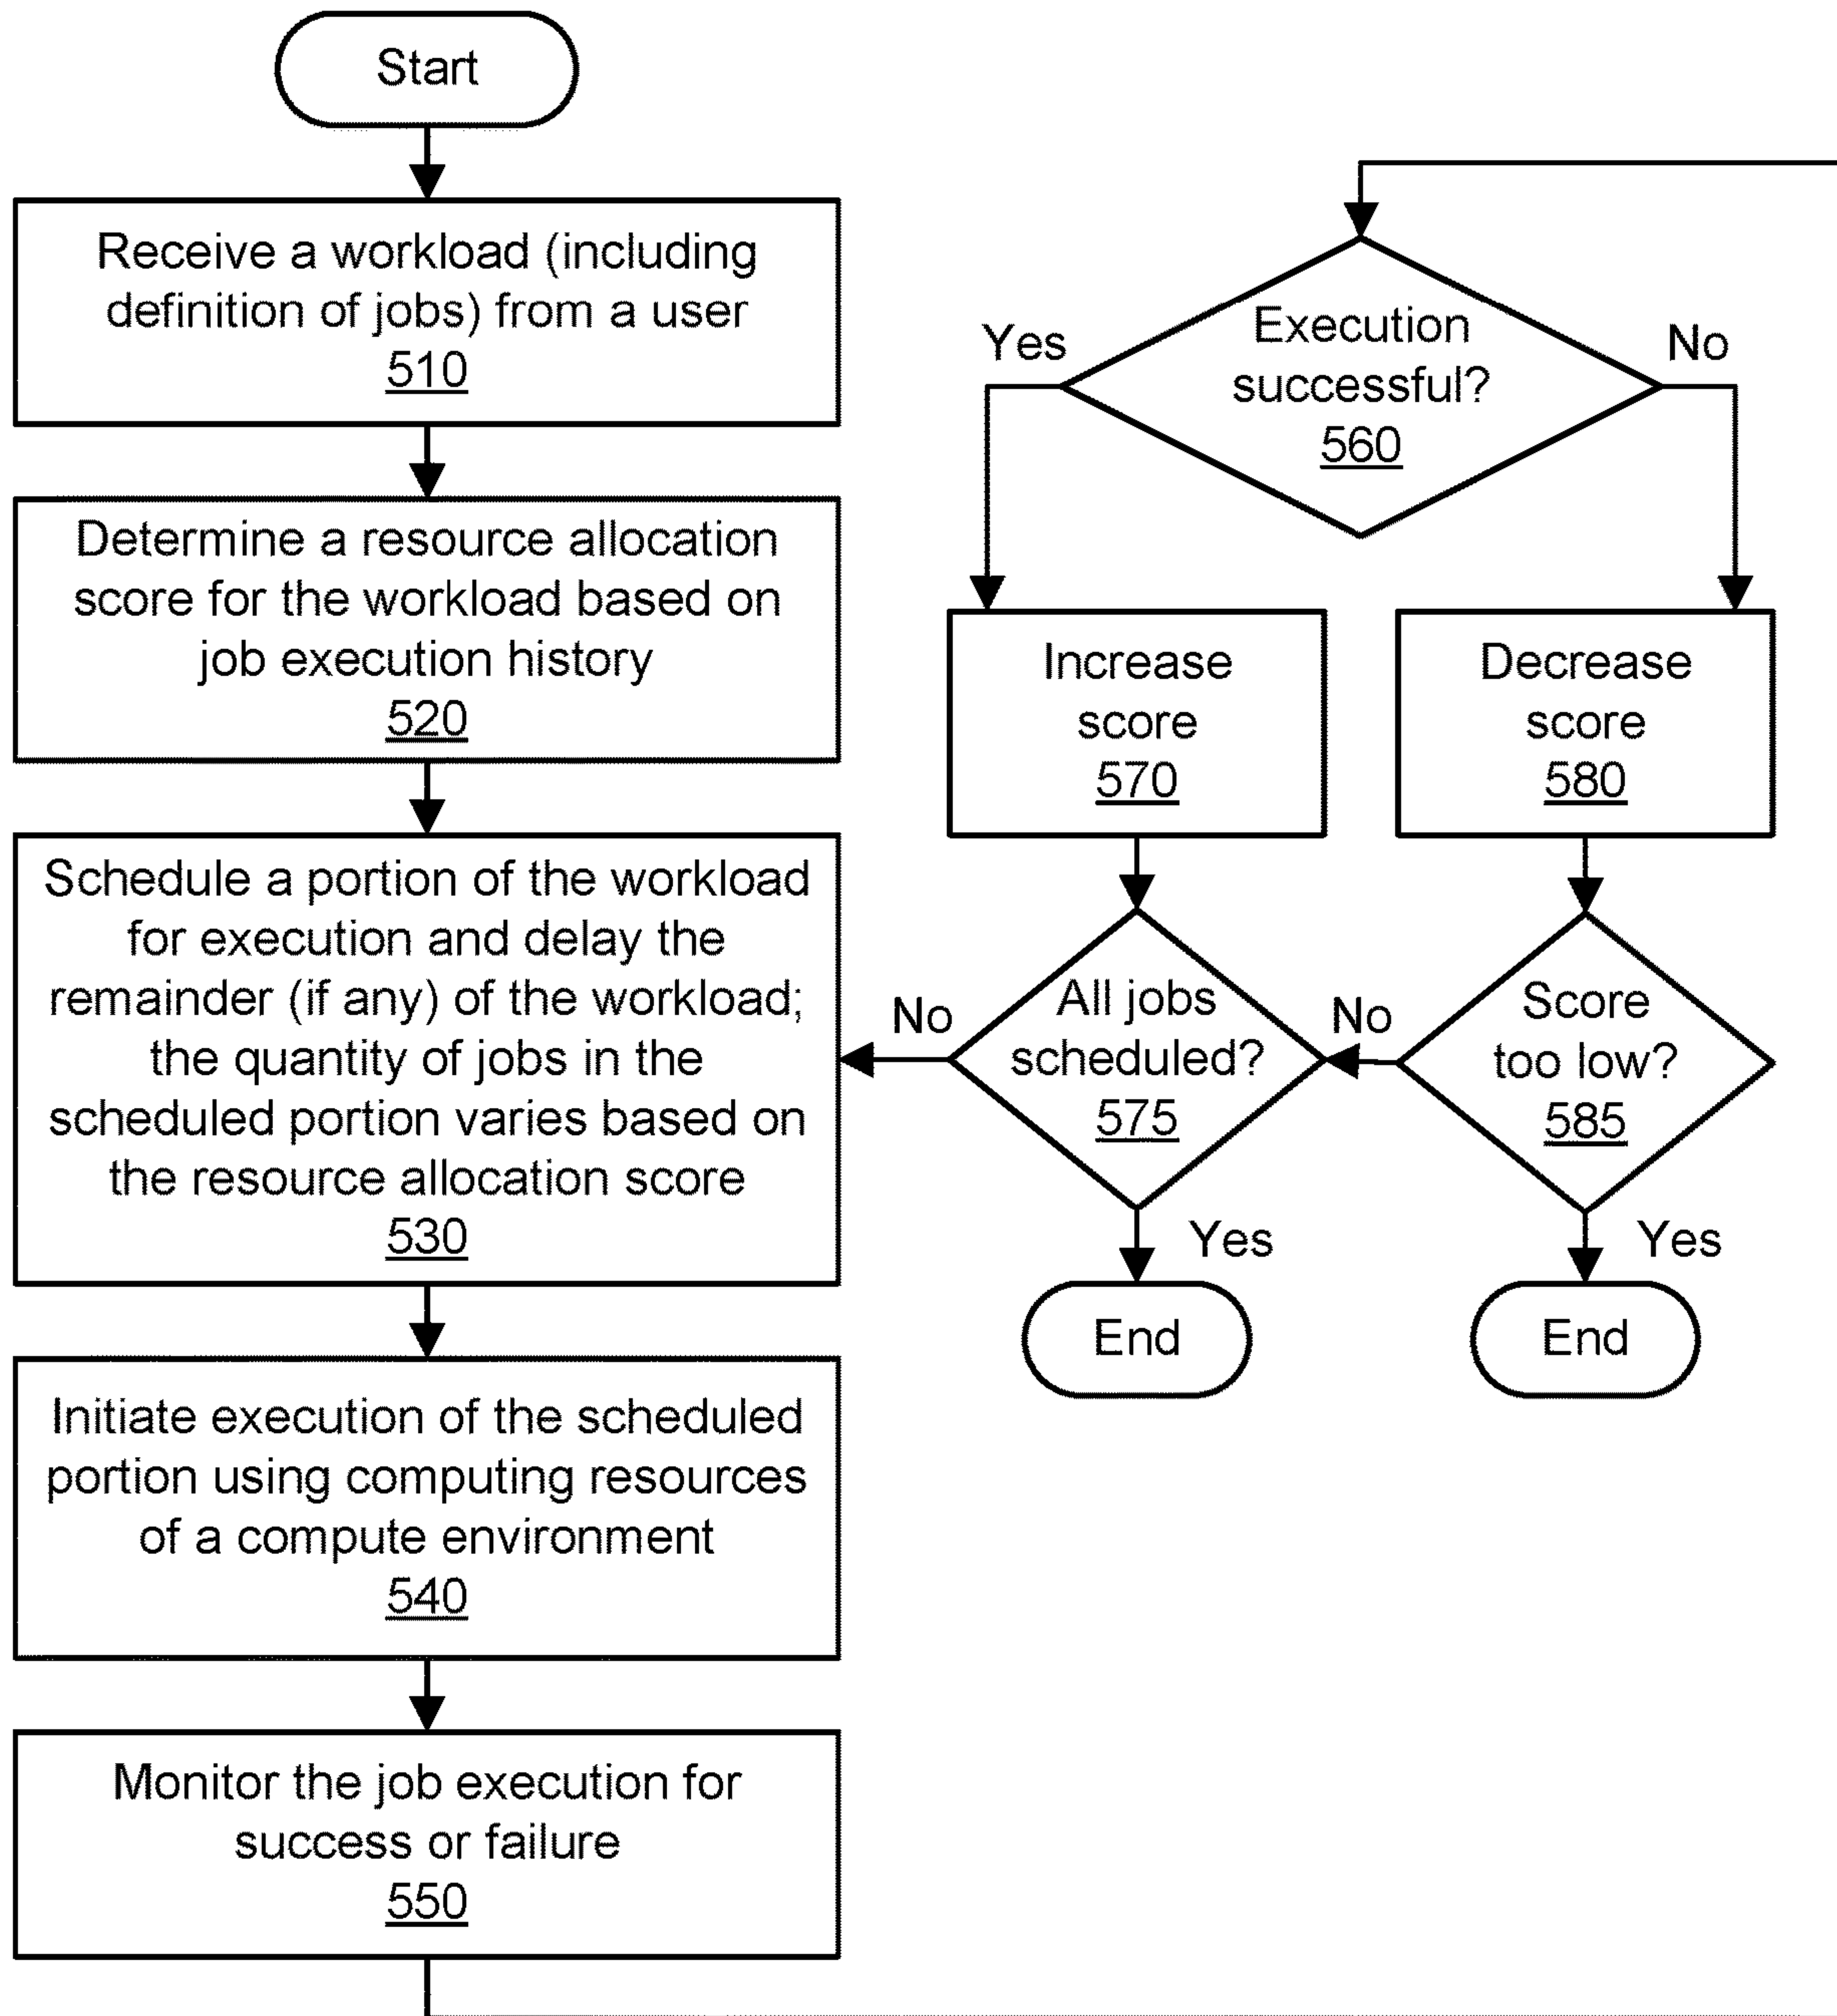 Start
Receive a workload (including
definition of jobs) from a user
510
Determine a resource allocation
score for the workload based on
job execution history
520
Schedule a portion of the workload
for execution and delay the
remainder (if any) of the workload;
the quantity of jobs in the
scheduled portion varies based on
the resource allocation score
530
Initiate execution of the scheduled
portion using computing resources
of a compute environment
540
Monitor the job execution for
success or failure
550
Execution
successful?
560
Yes
No
Increase
score
570
Decrease
score
580
All jobs
scheduled?
575
No
Score
too low?
585
No
Yes
Yes
End
End